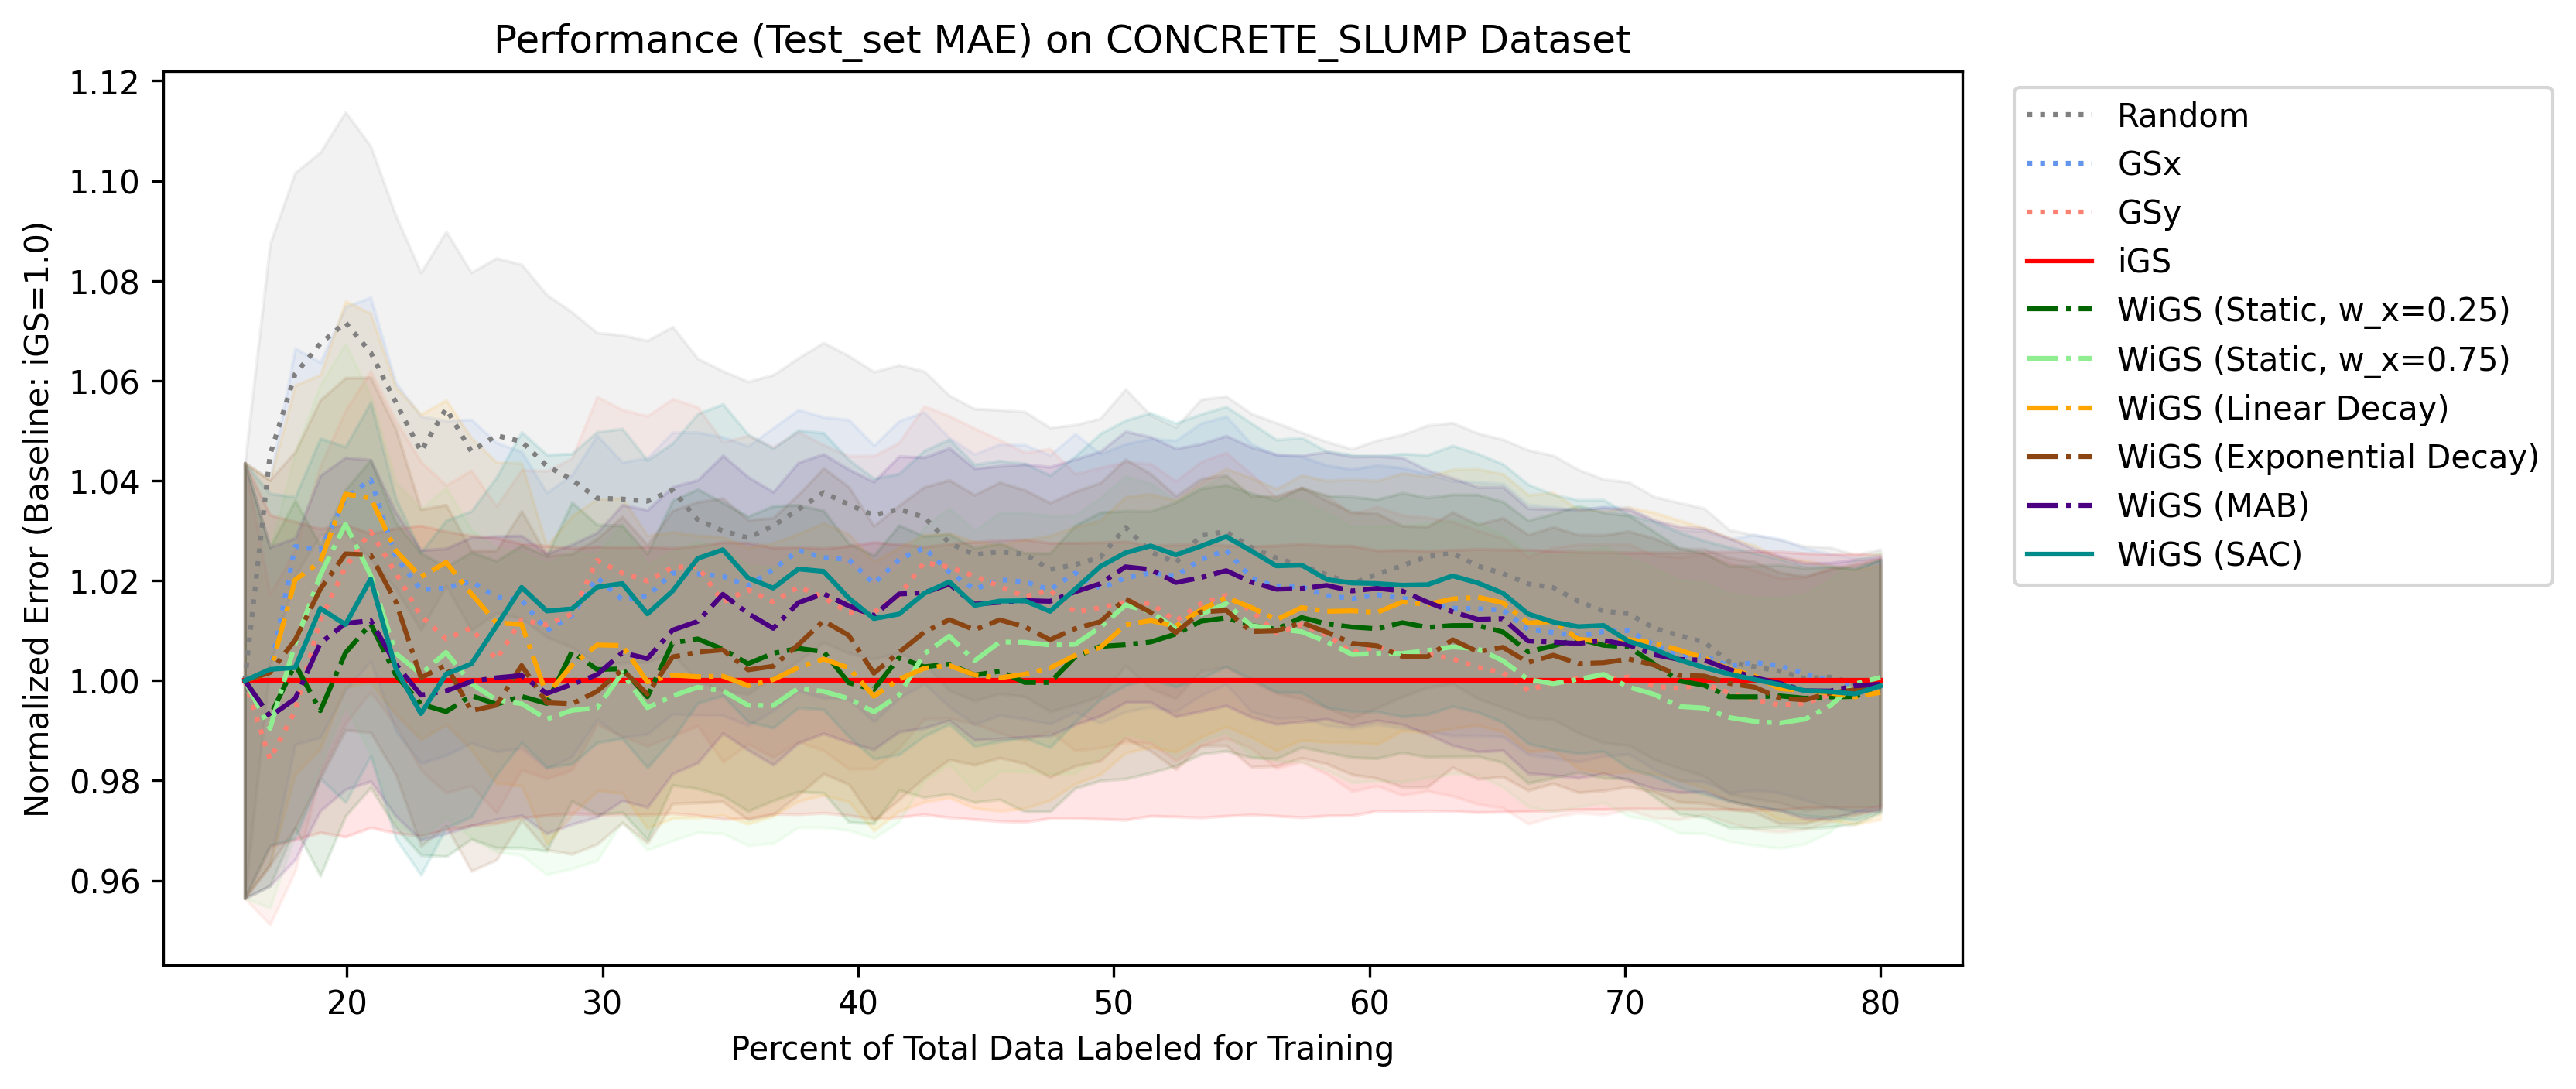 Performance (Test_set MAE) on CONCRETE_SLUMP Dataset
Normalized Error (Baseline: iGS=1.0)
1.12
1.10
1.08
1.06
1.04
1.02
1.00
0.98
0.96
20 30 40 50 60 70 80
Percent of Total Data Labeled for Training
Random
GSx
GSy
iGS
WiGS (Static, w_x=0.25)
WiGS (Static, w_x=0.75)
WiGS (Linear Decay)
WiGS (Exponential Decay)
WiGS (MAB)
WiGS (SAC)